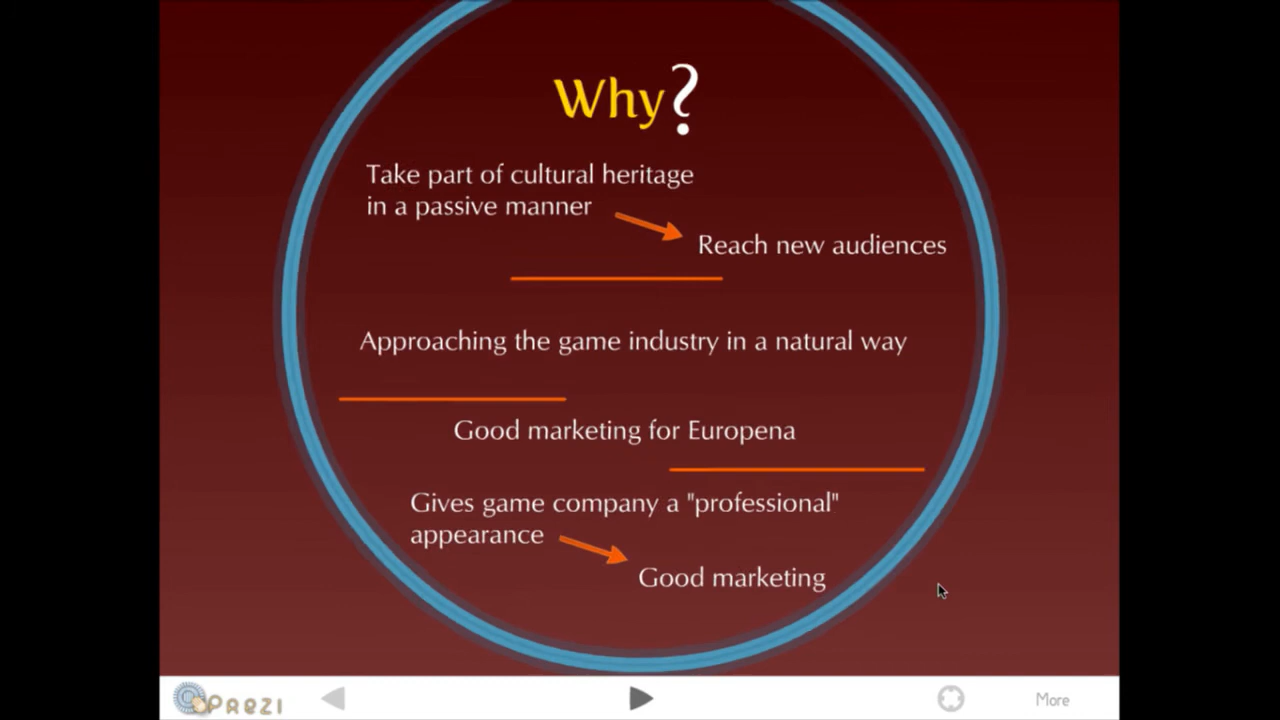 Why?
Take part of cultural heritage
in a passive manner
Reach new audiences
Approaching the game industry in a natural way
Good marketing for Europena
Gives game company a "professional"
appearance
Good marketing
PREZI
More